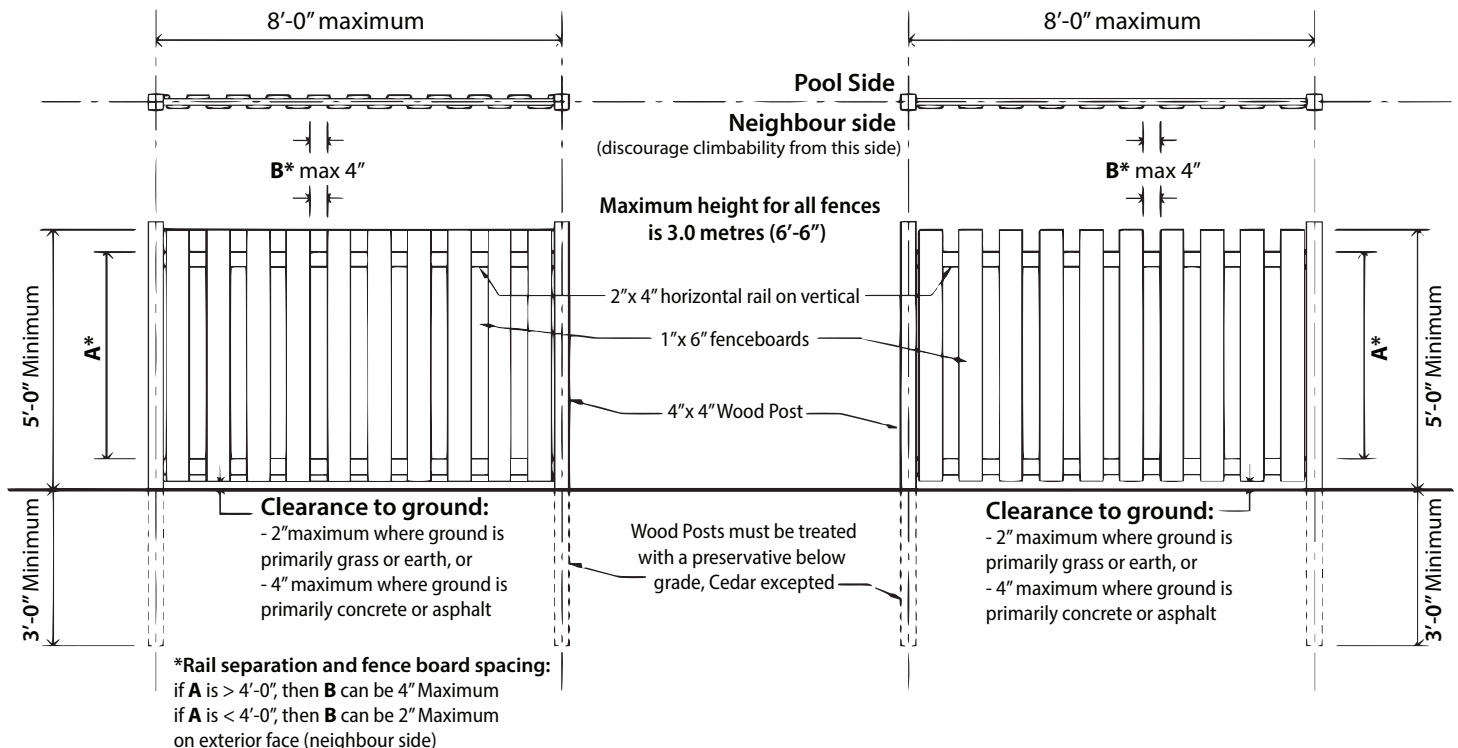 8’-0” maximum
8’-0” maximum
Pool Side
Neighbour side
(discourage climbability from this side)
B* max 4”
B* max 4”
Maximum height for all fences
is 3.0 metres (6’-6”)
2”x 4” horizontal rail on vertical
1”x 6” fenceboards
4”x 4” Wood Post
5’-0” Minimum
A*
A*
5’-0” Minimum
3’-0” Minimum
Clearance to ground:
- 2”maximum where ground is
primarily grass or earth, or
- 4” maximum where ground is
primarily concrete or asphalt
Wood Posts must be treated
with a preservative below
grade, Cedar excepted
Clearance to ground:
- 2” maximum where ground is
primarily grass or earth, or
- 4” maximum where ground is
primarily concrete or asphalt
3’-0” Minimum
*Rail separation and fence board spacing:
if A is > 4’-0”, then B can be 4” Maximum
if A is < 4’-0”, then B can be 2” Maximum
on exterior face (neighbour side)